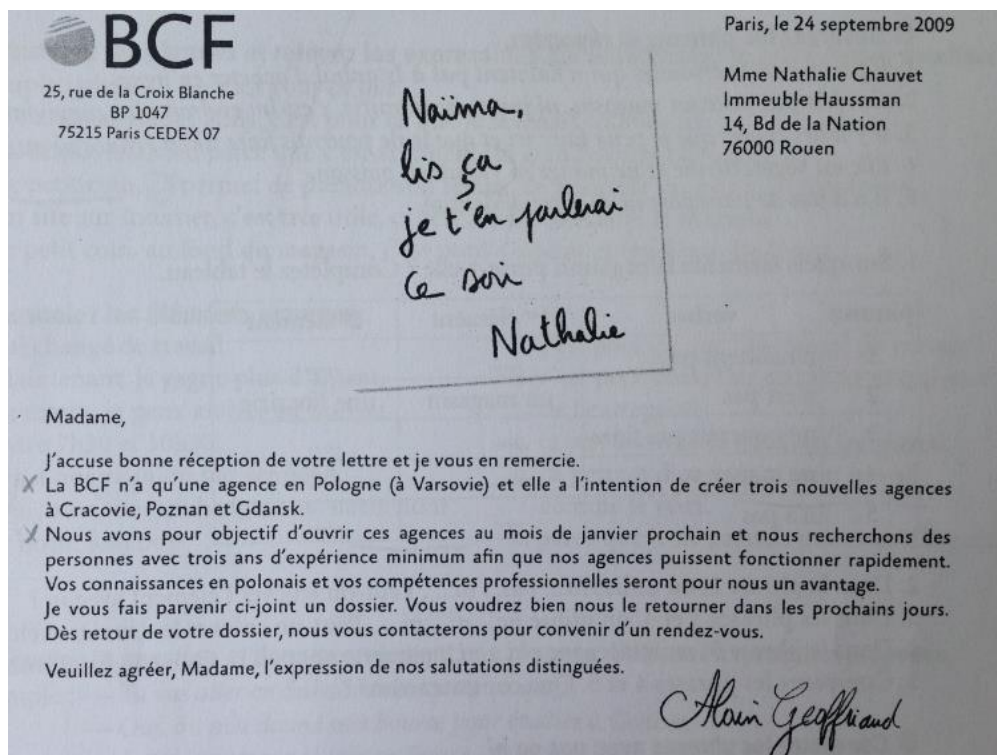 BCF
25, rue de la Croix Blanche
BP 1047
75215 Paris CEDEX 07
Paris, le 24 septembre 2009
Mme Nathalie Chauvet
Immeuble Haussman
14, Bd de la Nation
76000 Rouen
Naïma,
lis ça
je t'en parlerai
ce soir
Nathalie
Madame,
J'accuse bonne réception de votre lettre et je vous en remercie.
La BCF n'a qu'une agence en Pologne (à Varsovie) et elle a l'intention de créer trois nouvelles agences
à Cracovie, Poznan et Gdansk.
Nous avons pour objectif d'ouvrir ces agences au mois de janvier prochain et nous recherchons des
personnes avec trois ans d'expérience minimum afin que nos agences puissent fonctionner rapidement.
Vos connaissances en polonais et vos compétences professionnelles seront pour nous un avantage.
Je vous fais parvenir ci-joint un dossier. Vous voudrez bien nous le retourner dans les prochains jours.
Dès retour de votre dossier, nous vous contacterons pour convenir d'un rendez-vous.
Veuillez agréer, Madame, l'expression de nos salutations distinguées.
Alain Geoffriaud